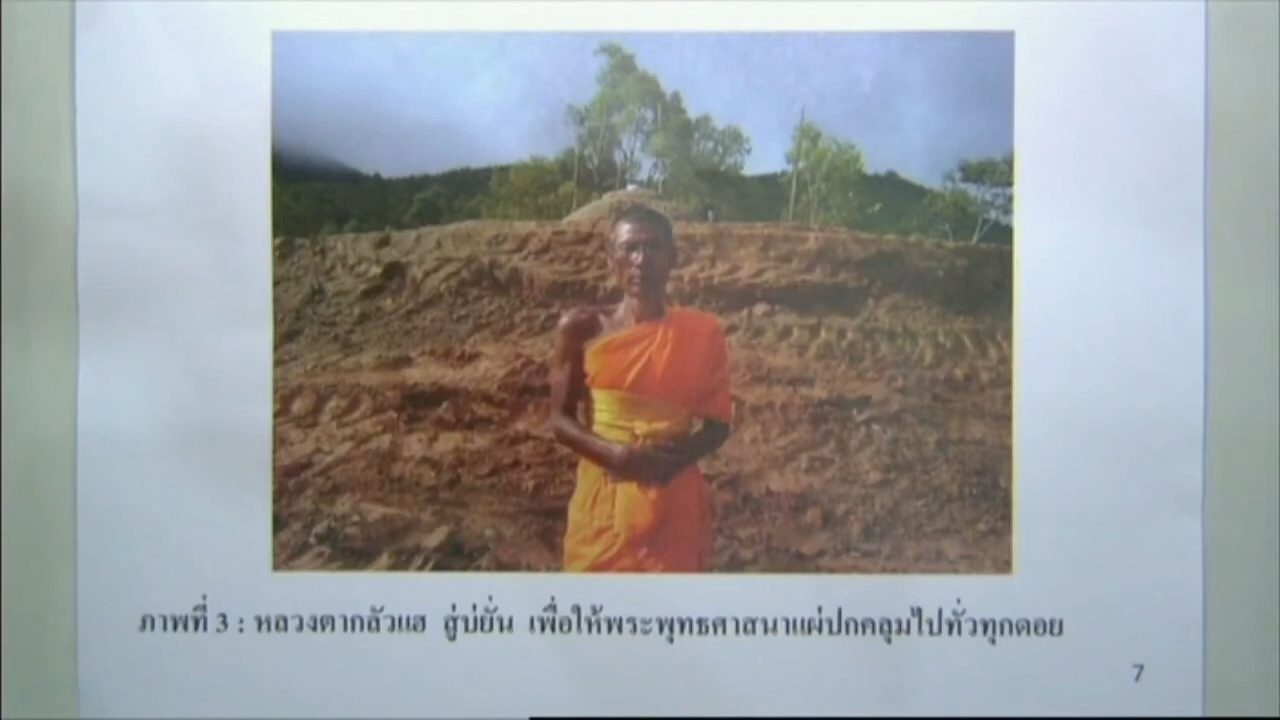 ภาพที่ 3 : หลวงตากลัวแฮ สู่บ่ยั่น เพื่อให้พระพุทธศาสนาแผ่ปกคลุมไปทั่วทุกดอย
7